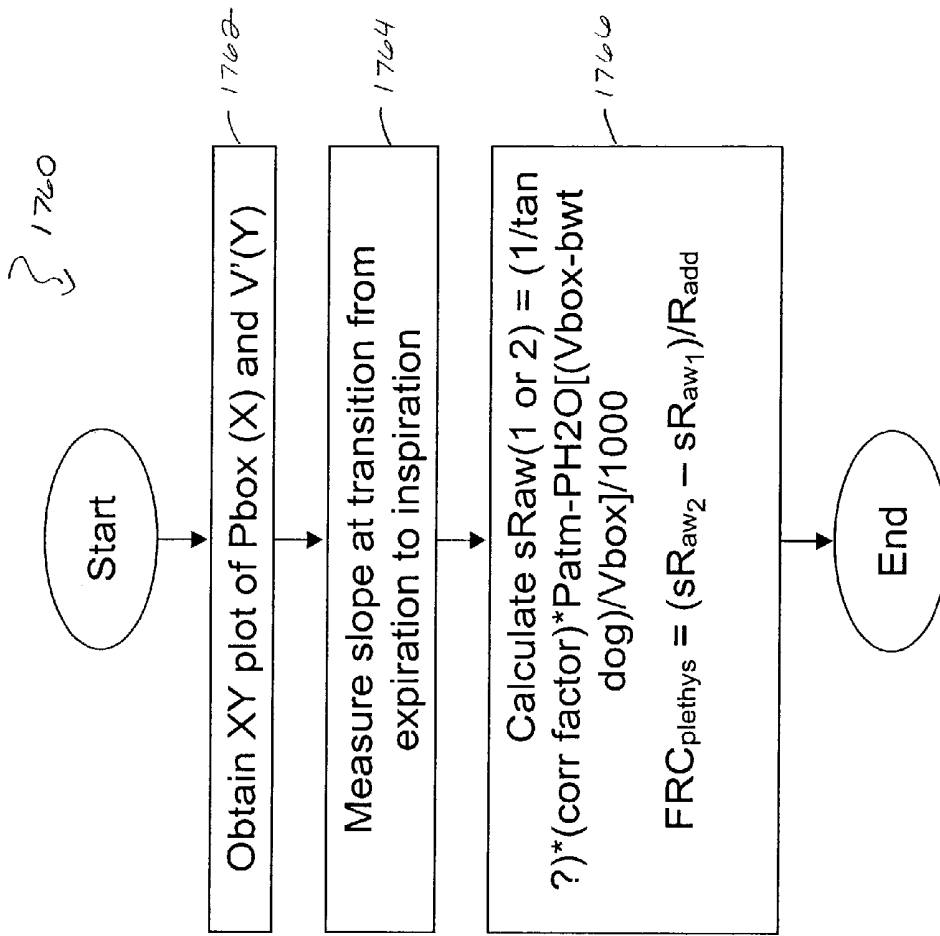 1760
Start
Obtain XY plot of Pbox (X) and V'(Y)
1762
Measure slope at transition from
expiration to inspiration
1764
Calculate sRaw(1 or 2) = (1/tan
?)*(corr factor)*Patm-PH2O[(Vbox-bwt
dog)/Vbox]/1000
FRCplethys = (sRaw2 – sRaw1)/Radd
1766
End